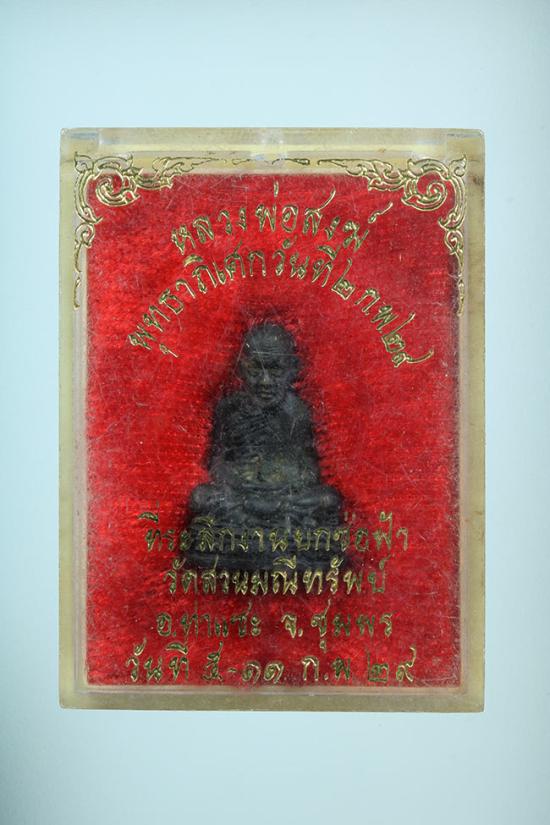 หลวงพ่อสงฆ์
พุทธาภิเศกวันที่๒ กพ๒๙
ที่ระลึกงานยกช่อฟ้า
วัดสวนมณีทรัพย์
อ.ท่าแซะ จ.ชุมพร
วันที่ ๕-๑๑ ก.พ ๒๙